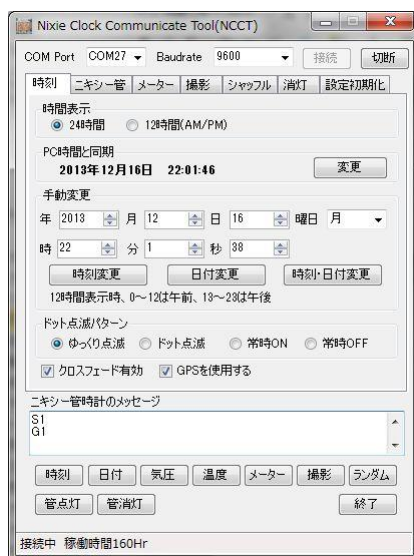 Nixie Clock Communicate Tool(NCCT)
COM Port COM27 Baudrate 9600 接続 切断
時刻 ニキシー管 メーター 撮影 シャッフル 消灯 設定初期化
時間表示
24時間 12時間(AM/PM)
PC時間と同期
2013年12月16日 22:01:46 変更
手動変更
年 2013 月 12 日 16 曜日 月
時 22 分 1 秒 38
時刻変更 日付変更 時刻・日付変更
12時間表示時、0～12は午前、13～23は午後
ドット点滅パターン
ゆっくり点滅 ドット点滅 常時ON 常時OFF
クロスフェード有効 GPSを使用する
ニキシー管時計のメッセージ
S1
G1
時刻 日付 気圧 温度 メーター 撮影 ランダム
管点灯 管消灯 終了
接続中 稼働時間160Hr